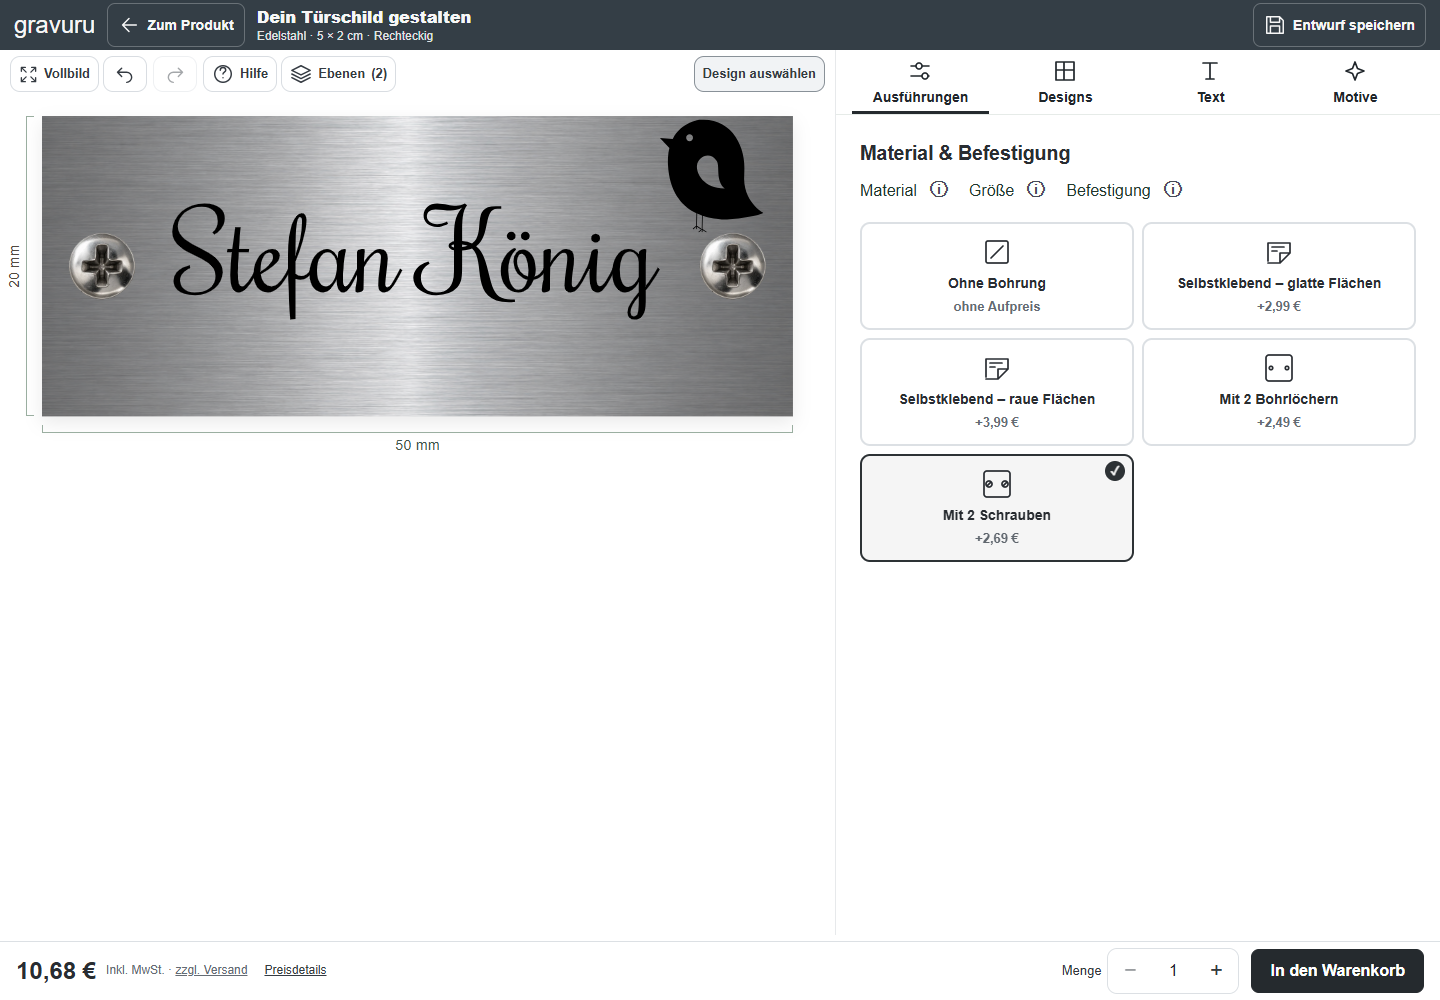 gravuru
Zum Produkt
Dein Türschild gestalten
Edelstahl · 5 × 2 cm · Rechteckig
Entwurf speichern
Vollbild
Hilfe
Ebenen (2)
Design auswählen
Ausführungen
Designs
Text
Motive
20 mm
Stefan König
50 mm
Material & Befestigung
Material
Größe
Befestigung
Ohne Bohrung
ohne Aufpreis
Selbstklebend – glatte Flächen
+2,99 €
Selbstklebend – raue Flächen
+3,99 €
Mit 2 Bohrlöchern
+2,49 €
Mit 2 Schrauben
+2,69 €
10,68 €
Inkl. MwSt. · zzgl. Versand
Preisdetails
Menge
− 1 +
In den Warenkorb